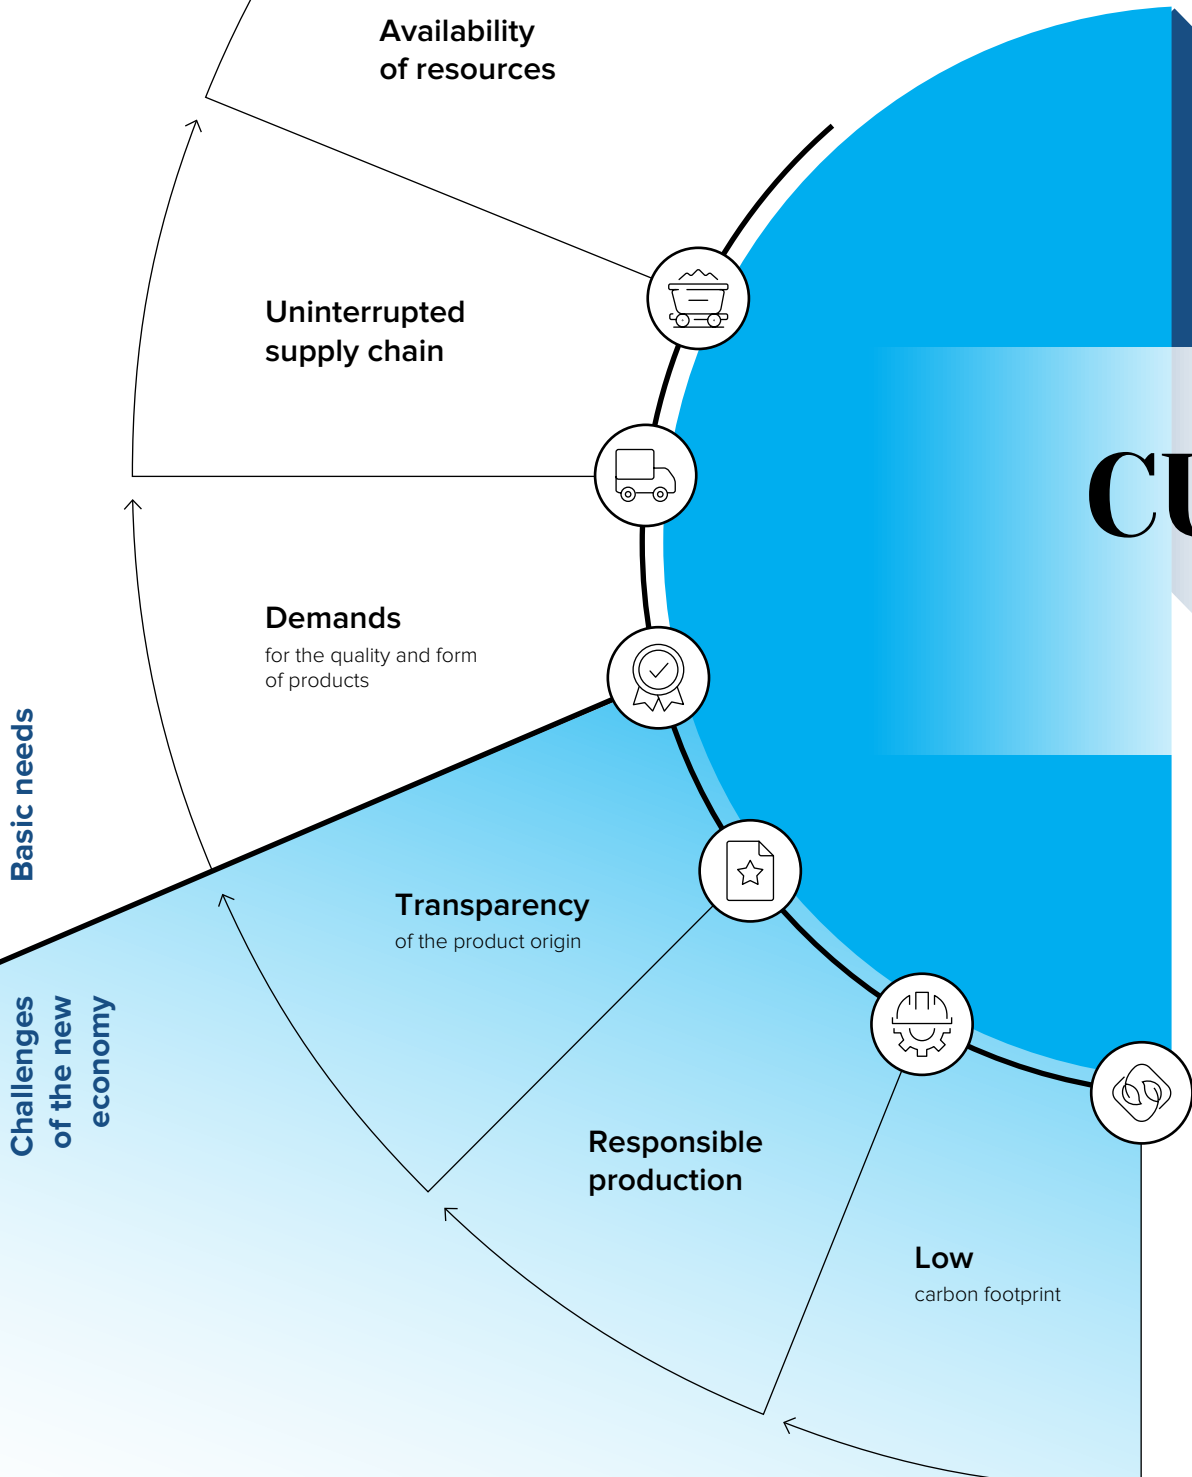 Availability
of resources
Uninterrupted
supply chain
CU
Demands
for the quality and form
of products
Basic needs
Transparency
of the product origin
Challenges
of the new
economy
Responsible
production
Low
carbon footprint